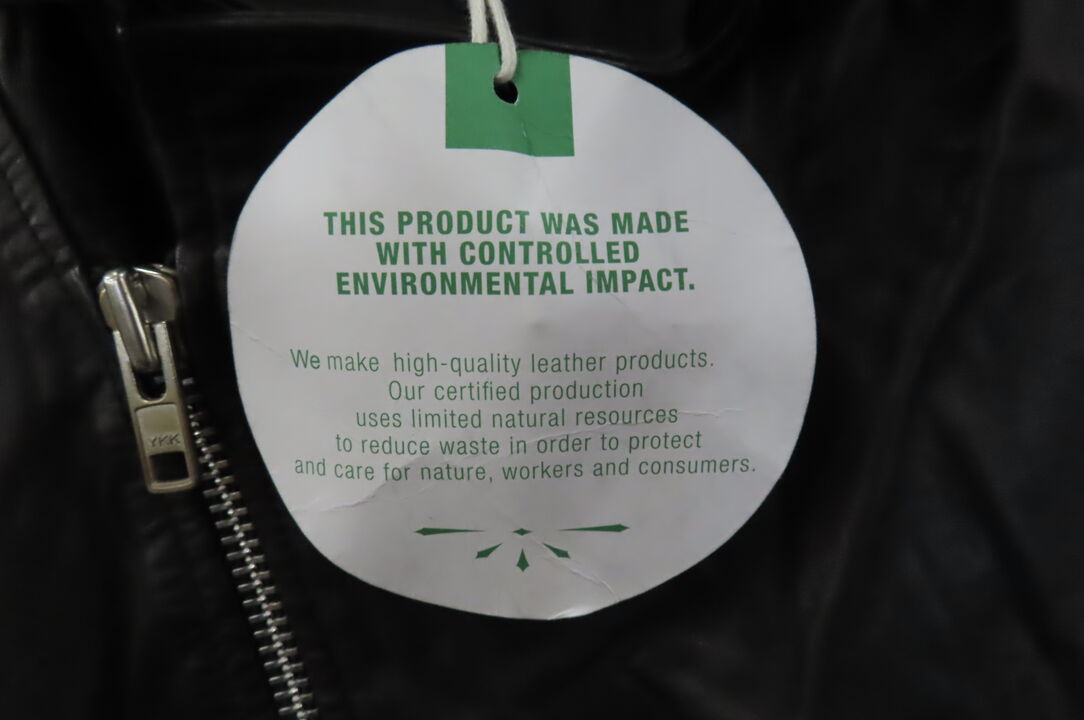 THIS PRODUCT WAS MADE
WITH CONTROLLED
ENVIRONMENTAL IMPACT.
We make high-quality leather products.
Our certified production
uses limited natural resources
to reduce waste in order to protect
and care for nature, workers and consumers.
YKK